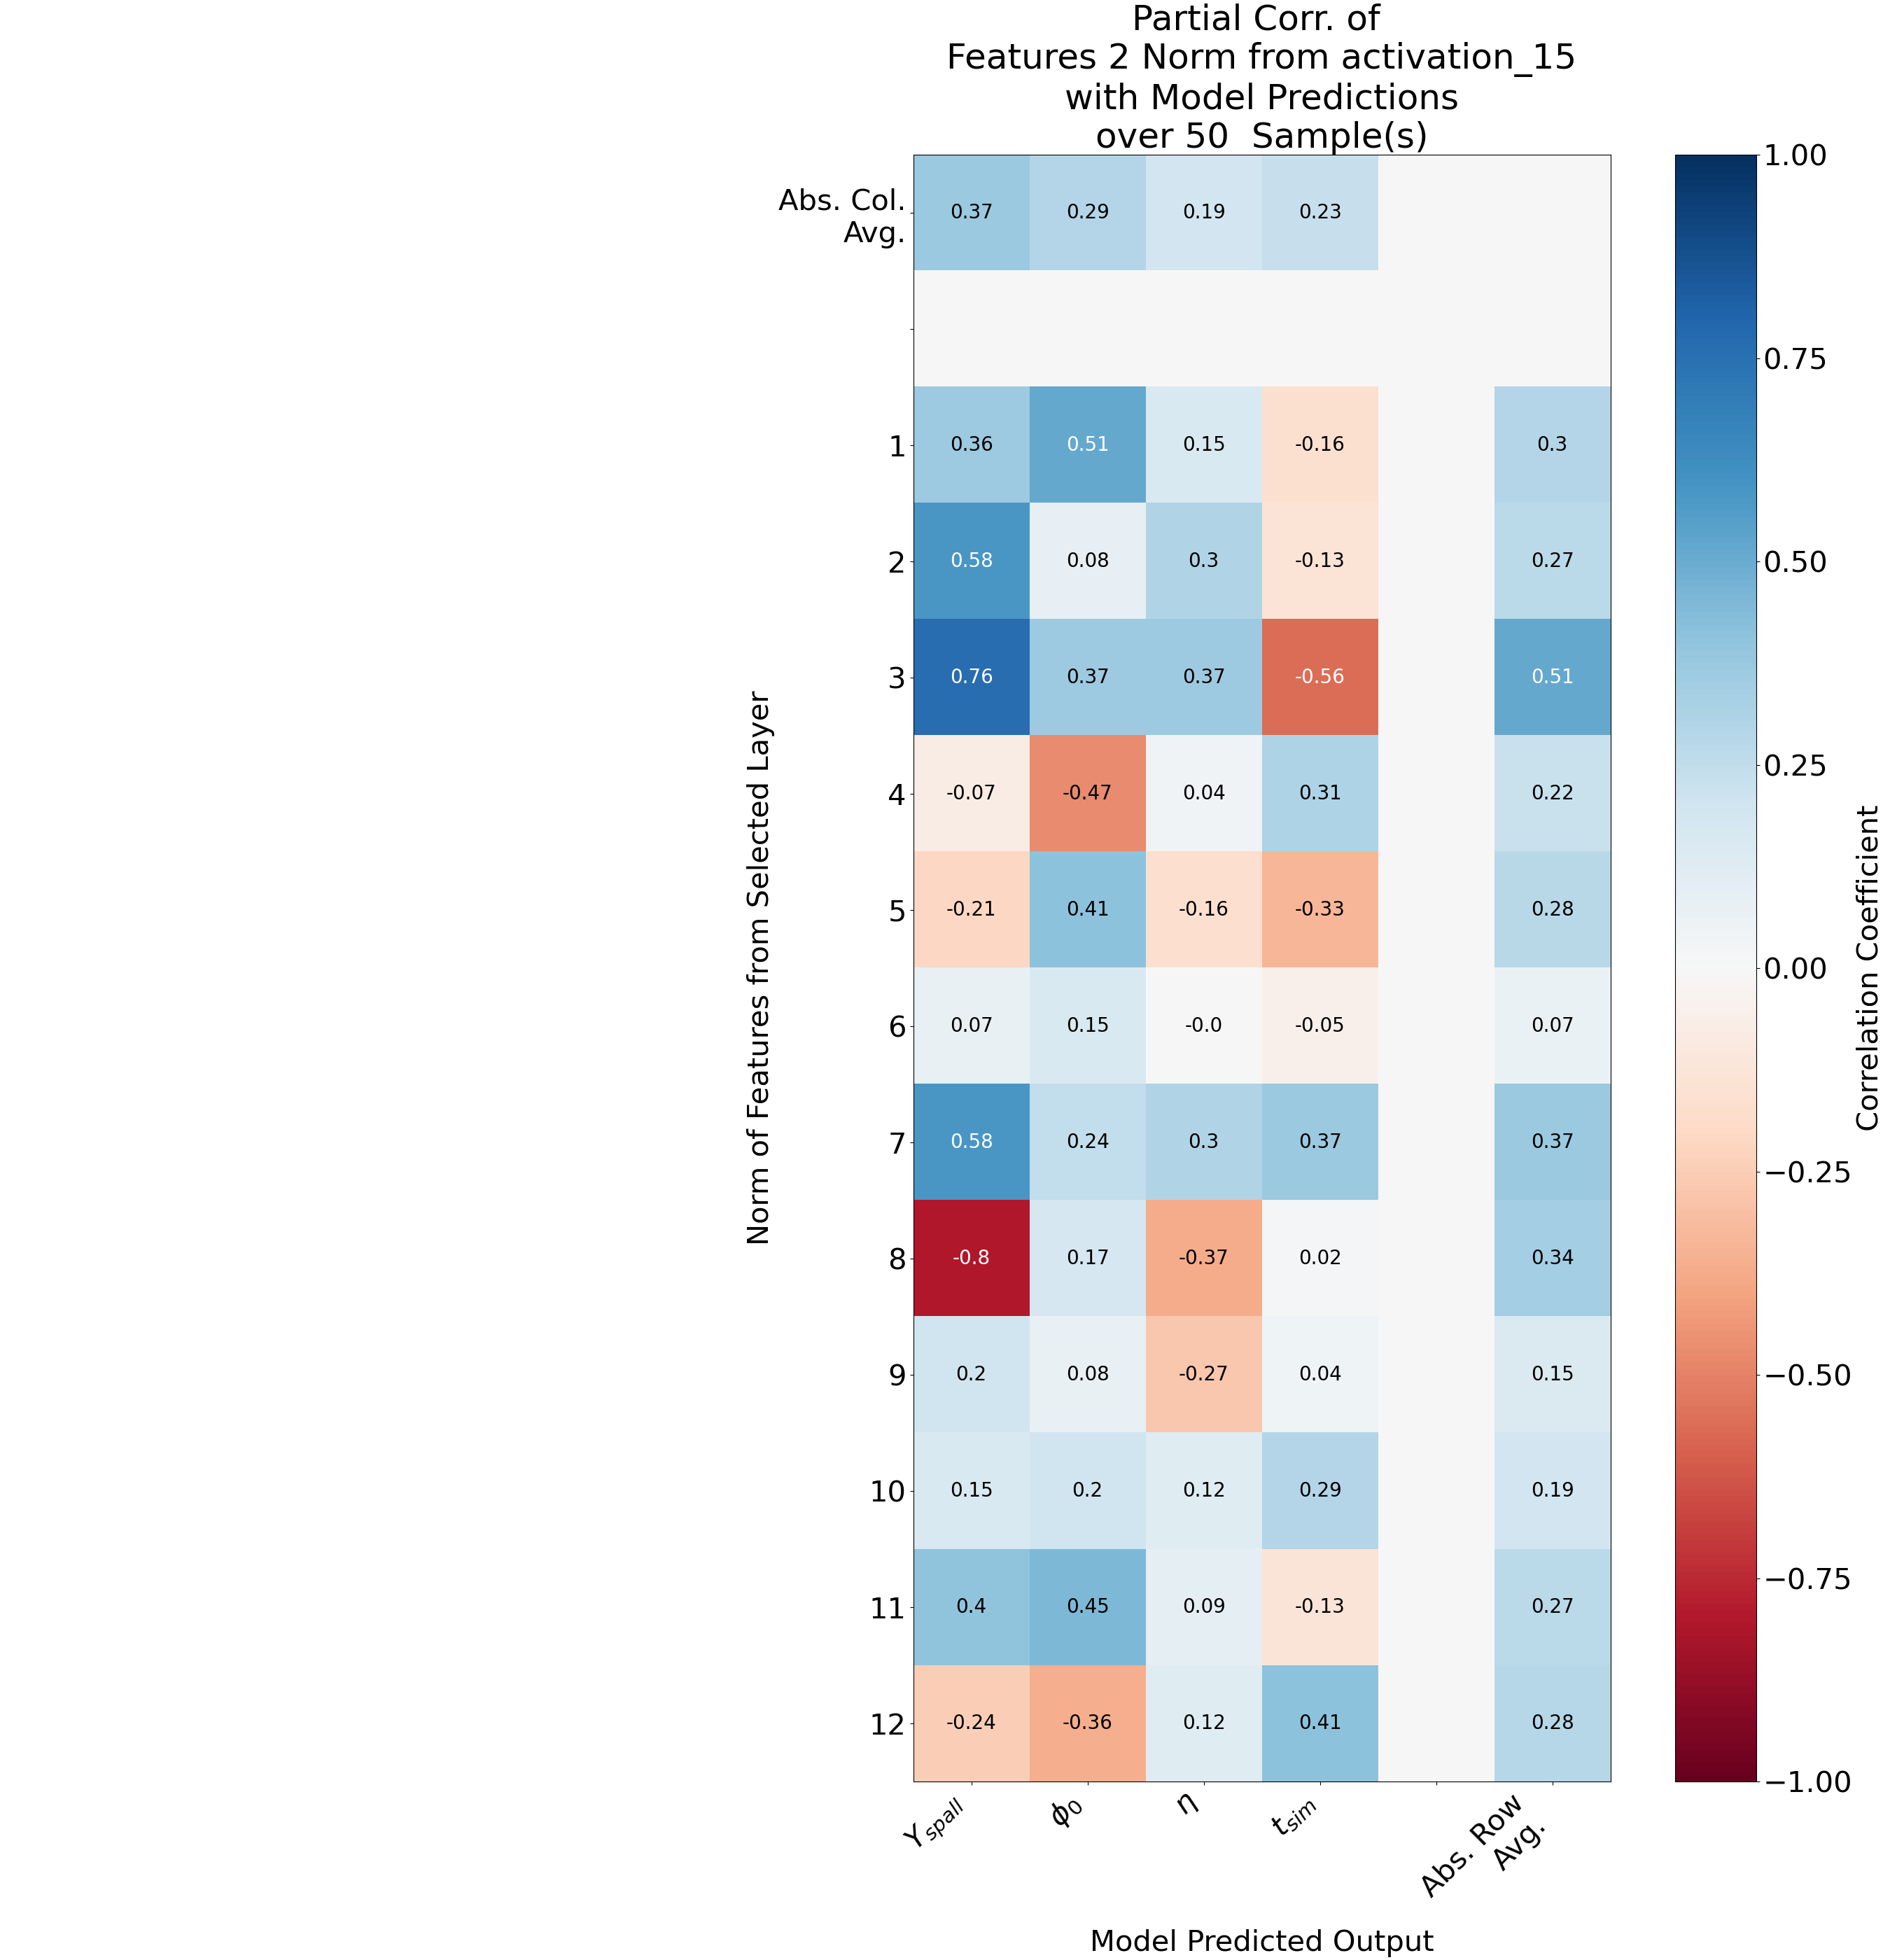 Partial Corr. of
Features 2 Norm from activation_15
with Model Predictions
over 50  Sample(s)
Abs. Col.
Avg.
0.37 0.29 0.19 0.23
1 0.36 0.51 0.15 -0.16 0.3
2 0.58 0.08 0.3 -0.13 0.27
3 0.76 0.37 0.37 -0.56 0.51
4 -0.07 -0.47 0.04 0.31 0.22
5 -0.21 0.41 -0.16 -0.33 0.28
6 0.07 0.15 -0.0 -0.05 0.07
7 0.58 0.24 0.3 0.37 0.37
8 -0.8 0.17 -0.37 0.02 0.34
9 0.2 0.08 -0.27 0.04 0.15
10 0.15 0.2 0.12 0.29 0.19
11 0.4 0.45 0.09 -0.13 0.27
12 -0.24 -0.36 0.12 0.41 0.28
Y_spall ϕ_0 η t_sim
Abs. Row
Avg.
Model Predicted Output
Norm of Features from Selected Layer
1.00
0.75
0.50
0.25
0.00
−0.25
−0.50
−0.75
−1.00
Correlation Coefficient